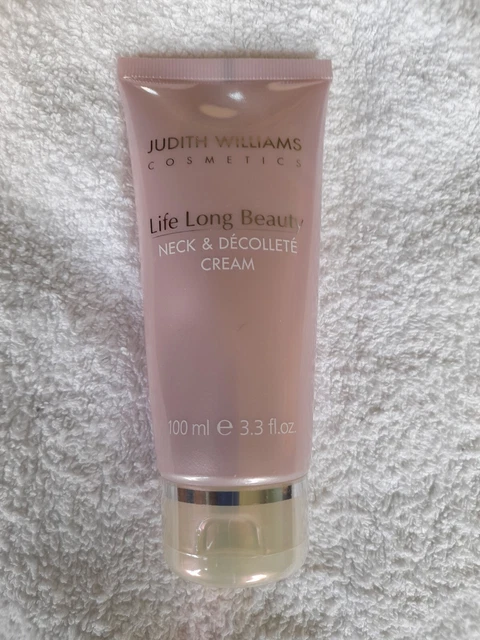 JUDITH WILLIAMS
COSMETICS
Life Long Beauty
NECK & DÉCOLLETÉ
CREAM
100 ml ℮ 3.3 fl.oz.